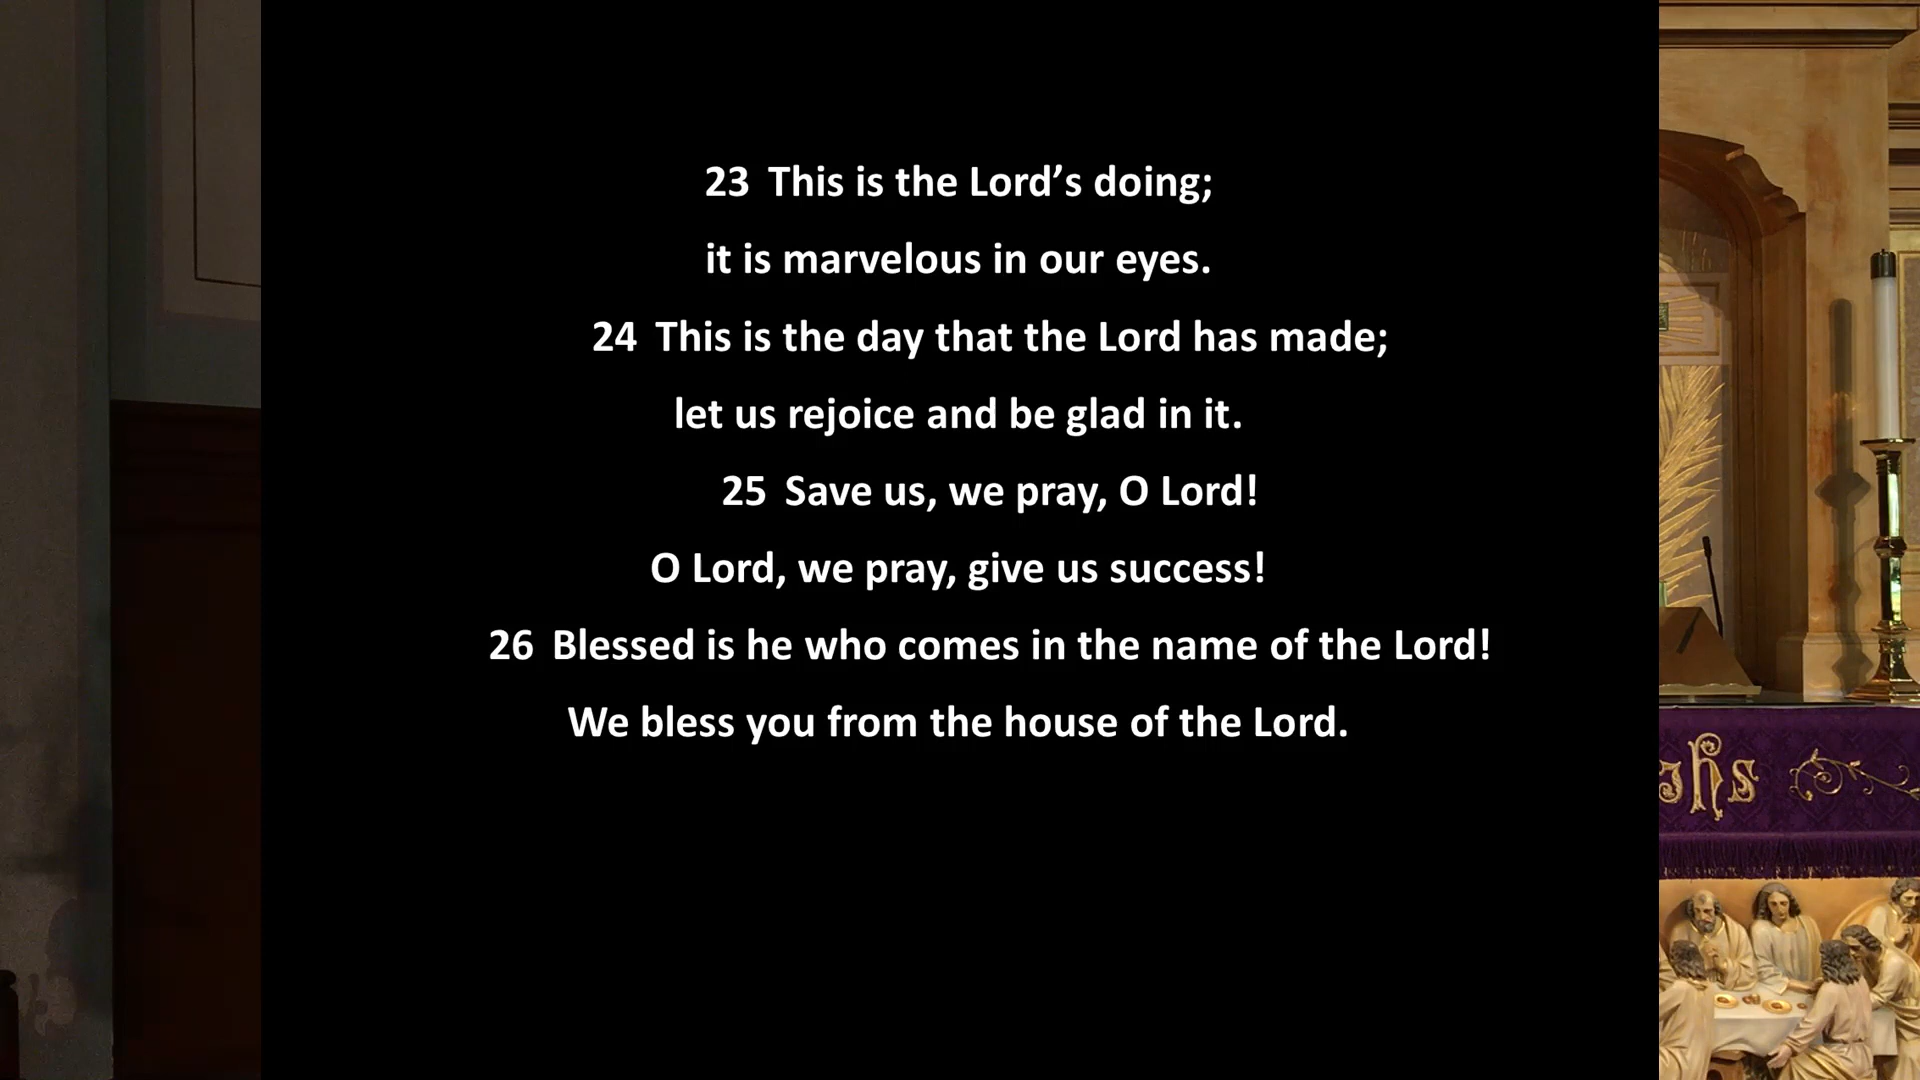 23 This is the Lord’s doing;
it is marvelous in our eyes.
24 This is the day that the Lord has made;
let us rejoice and be glad in it.
25 Save us, we pray, O Lord!
O Lord, we pray, give us success!
26 Blessed is he who comes in the name of the Lord!
We bless you from the house of the Lord.
ihs